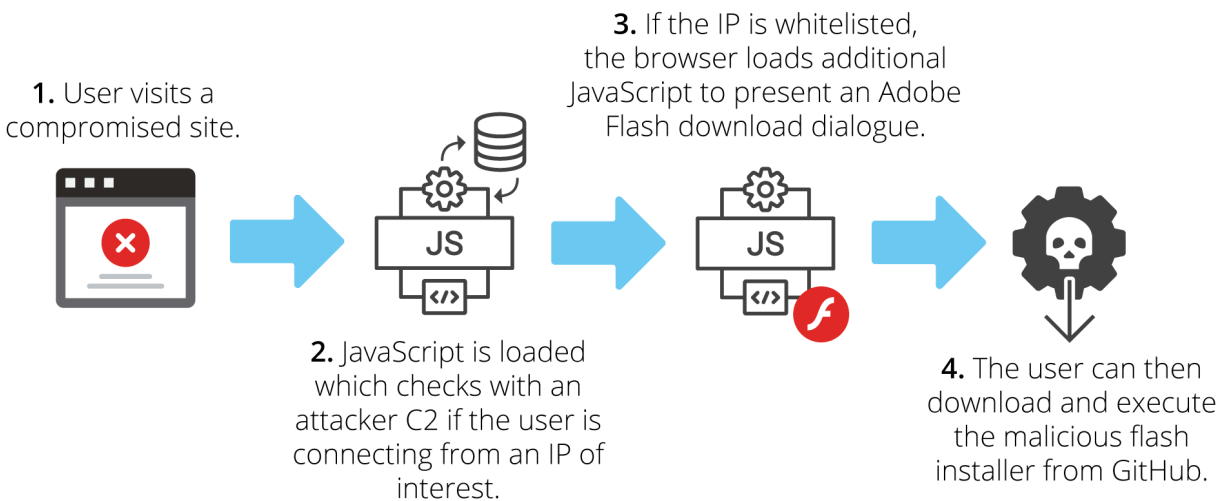 1. User visits a
compromised site.
JS
</>
2. JavaScript is loaded
which checks with an
attacker C2 if the user is
connecting from an IP of
interest.
3. If the IP is whitelisted,
the browser loads additional
JavaScript to present an Adobe
Flash download dialogue.
JS
</>
4. The user can then
download and execute
the malicious flash
installer from GitHub.